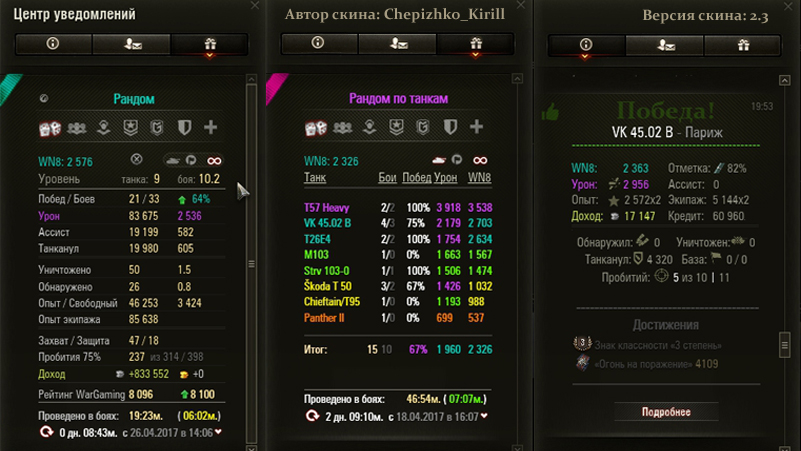 Центр уведомлений
Рандом
WN8: 2 576
Уровень танка: 9 боя: 10.2
Побед / Боев 21 / 33 64%
Урон 83 675 2 536
Ассист 19 199 582
Танканул 19 980 605
Уничтожено 50 1.5
Обнаружено 26 0.8
Опыт / Свободный 46 253 3 424
Опыт экипажа 85 638
Захват / Защита 47 / 18
Пробития 75% 237 из 314 / 398
Доход +833 552 +0
Рейтинг WarGaming 8 096 8 100
Проведено в боях: 19:23м. ( 06:02м.)
0 дн. 08:43м. с 26.04.2017 в 14:06
Автор скина: Chepizhko_Kirill
Рандом по танкам
WN8: 2 326
Танк Бои Побед Урон WN8
T57 Heavy 2/2 100% 3 918 3 538
VK 45.02 B 4/3 75% 2 179 2 703
T26E4 2/2 100% 1 754 2 634
M103 1/0 0% 1 663 1 567
Strv 103-0 1/1 100% 1 506 1 474
Škoda T 50 3/2 67% 1 426 1 032
Chieftain/T95 1/0 0% 1 193 988
Panther II 1/0 0% 699 537
Итог: 15 10 67% 1 960 2 326
Проведено в боях: 46:54м. ( 07:07м.)
2 дн. 09:10м. с 18.04.2017 в 16:07
Версия скина: 2.3
Победа! 19:53
VK 45.02 B - Париж
WN8: 2 363 Отметка: 82%
Урон: 2 956 Ассист: 0
Опыт: 2 572x2 Экипаж: 5 144x2
Доход: 17 147 Кредит: 60 960
Обнаружил: 0 Уничтожен: 0
Танканул: 4 320 База: 0 / 0
Пробитий: 5 из 10 | 11
Достижения
3 Знак классности «3 степень»
«Огонь на поражение» 4109
Подробнее